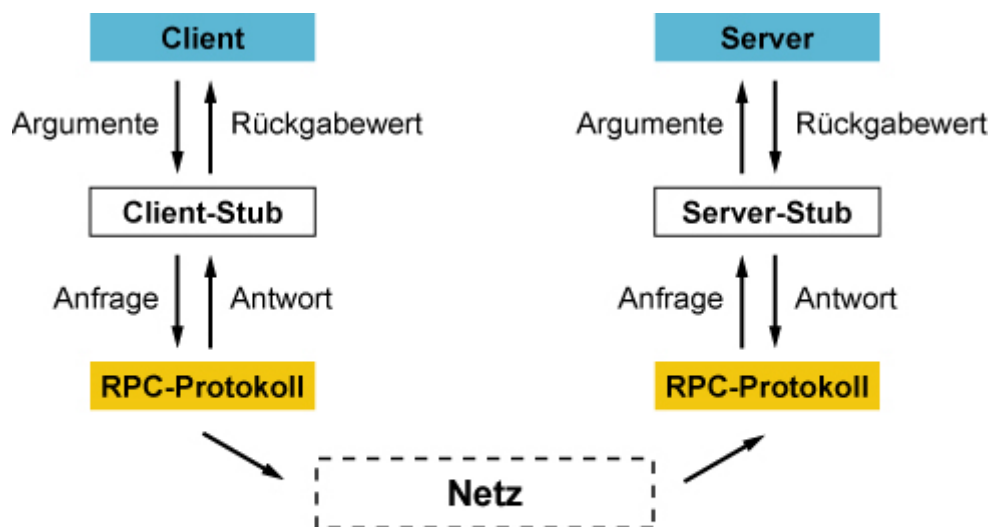 Client
Server
Argumente
Rückgabewert
Argumente
Rückgabewert
Client-Stub
Server-Stub
Anfrage
Antwort
Anfrage
Antwort
RPC-Protokoll
RPC-Protokoll
Netz